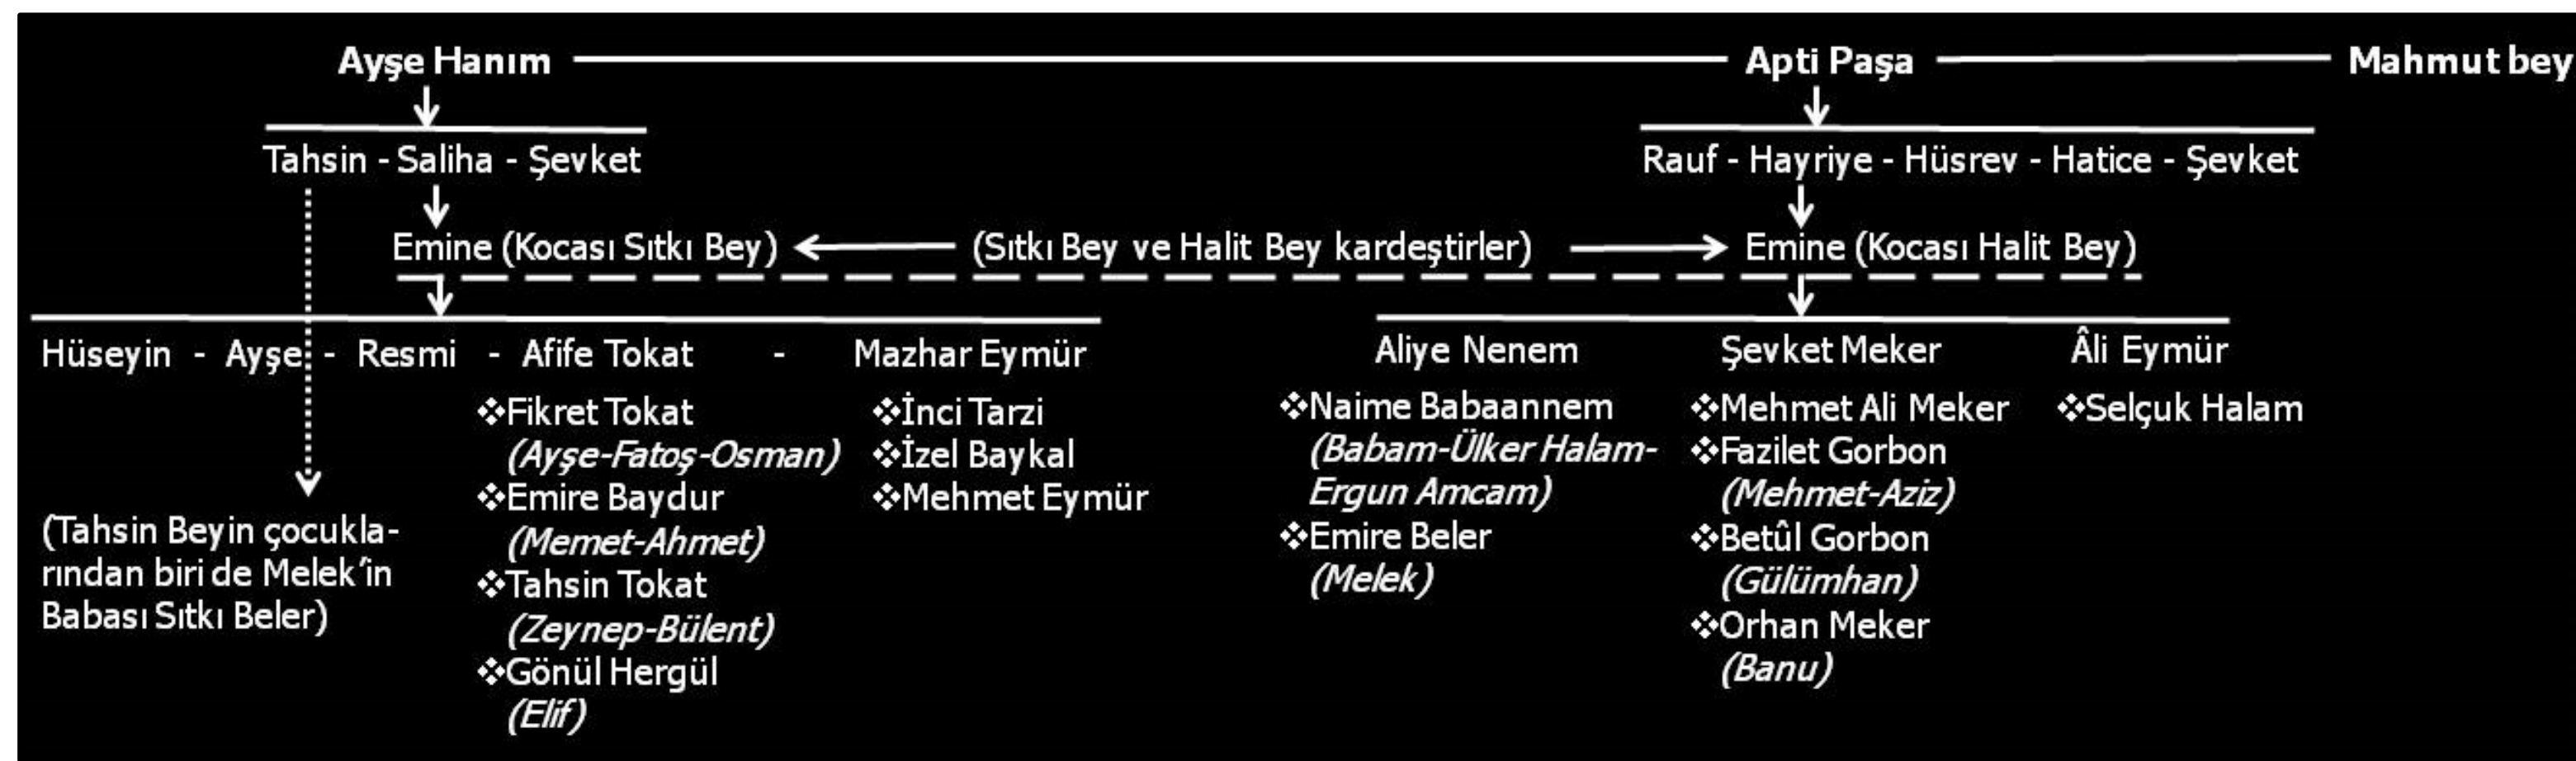 Ayşe Hanım Apti Paşa Mahmut bey
Tahsin - Saliha - Şevket
Rauf - Hayriye - Hüsrev - Hatice - Şevket
Emine (Kocası Sıtkı Bey) (Sıtkı Bey ve Halit Bey kardeştirler) Emine (Kocası Halit Bey)
Hüseyin - Ayşe - Resmi - Afife Tokat - Mazhar Eymür
❖Fikret Tokat
(Ayşe-Fatoş-Osman)
❖Emire Baydur
(Memet-Ahmet)
❖Tahsin Tokat
(Zeynep-Bülent)
❖Gönül Hergül
(Elif)
❖İnci Tarzi
❖İzel Baykal
❖Mehmet Eymür
(Tahsin Beyin çocukla-
rından biri de Melek’in
Babası Sıtkı Beler)
Aliye Nenem Şevket Meker Âli Eymür
❖Naime Babaannem
(Babam-Ülker Halam-
Ergun Amcam)
❖Emire Beler
(Melek)
❖Mehmet Ali Meker
❖Fazilet Gorbon
(Mehmet-Aziz)
❖Betûl Gorbon
(Gülümhan)
❖Orhan Meker
(Banu)
❖Selçuk Halam